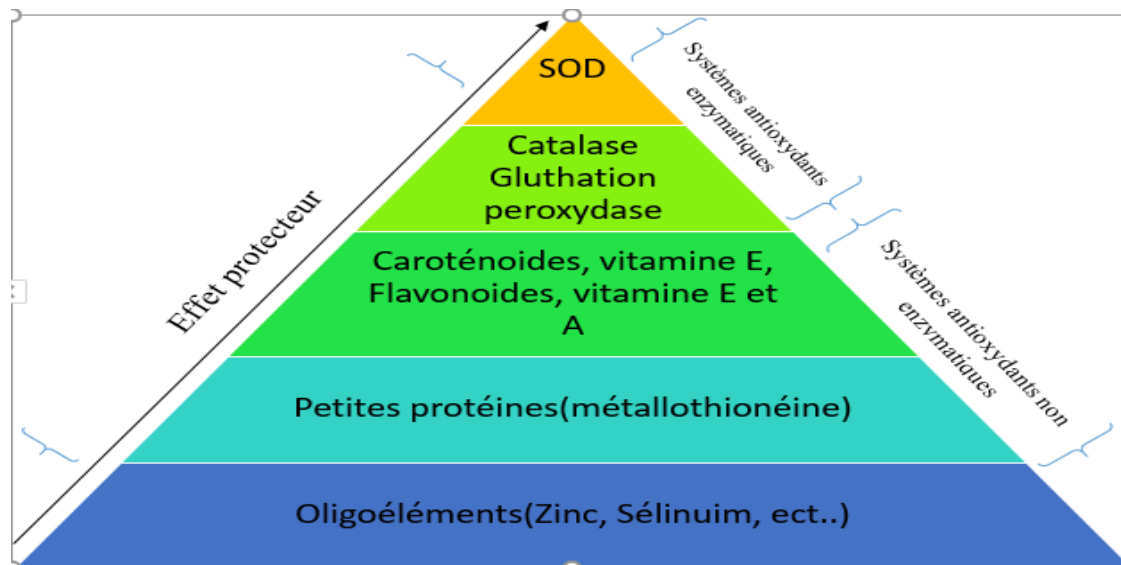 SOD
Catalase
Gluthation
peroxydase
Caroténoides, vitamine E,
Flavonoides, vitamine E et
A
Petites protéines(métallothionéine)
Oligoéléments(Zinc, Sélinuim, ect..)
Effet protecteur
Systèmes antioxydants
enzymatiques
Systèmes antioxydants non
enzymatiques